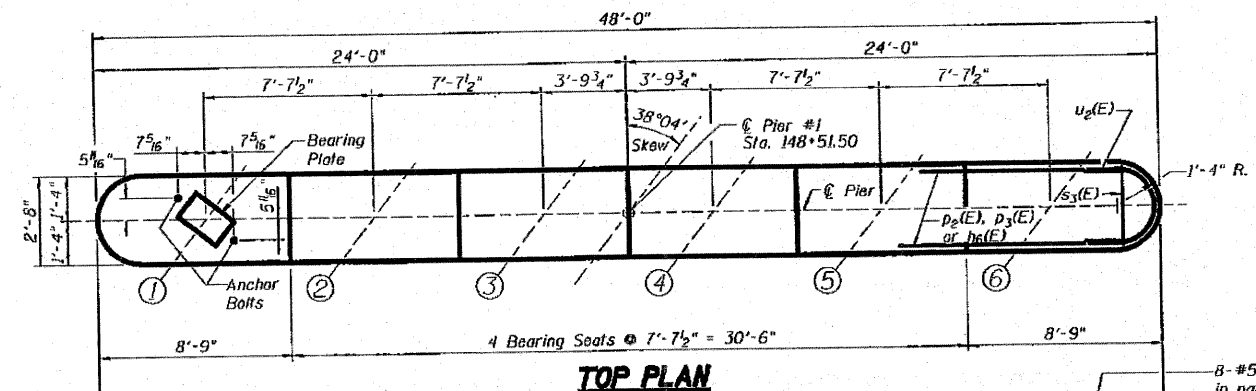 48'-0"
24'-0" 24'-0"
7'-7½" 7'-7½" 3'-9¾" 3'-9¾" 7'-7½" 7'-7½"
38°04'
Skew
℄ Pier #1
Sta. 148+51.50
u₂(E)
7⁵⁄₁₆" 7⁵⁄₁₆"
Bearing
Plate
5¹¹⁄₁₆"
5¹¹⁄₁₆"
1'-4" R.
2'-8"
1'-4"
1'-4"
℄ Pier
s₃(E)
p₂(E), p₃(E)
or h₆(E)
Anchor
Bolts
1 2 3 4 5 6
8'-9" 4 Bearing Seats @ 7'-7½" = 30'-6" 8'-9"
TOP PLAN
8-#5